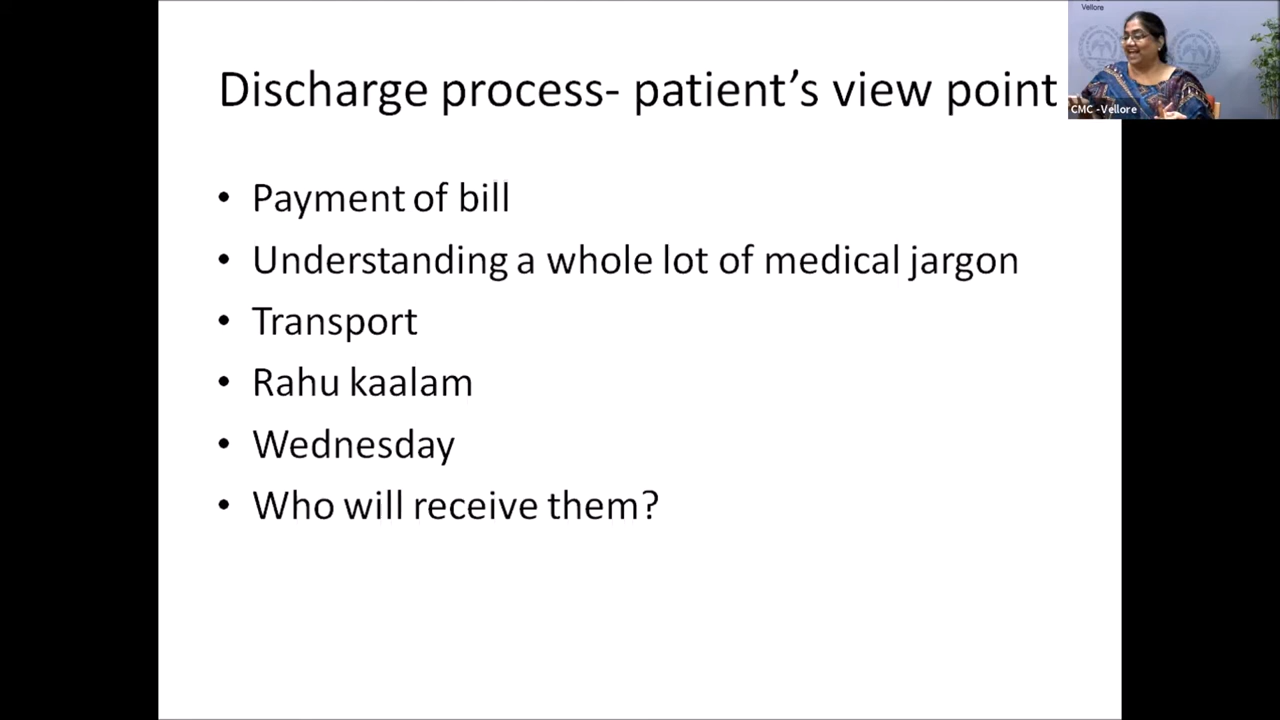 Vellore
Discharge process- patient's view point
CMC -Vellore
• Payment of bill
• Understanding a whole lot of medical jargon
• Transport
• Rahu kaalam
• Wednesday
• Who will receive them?